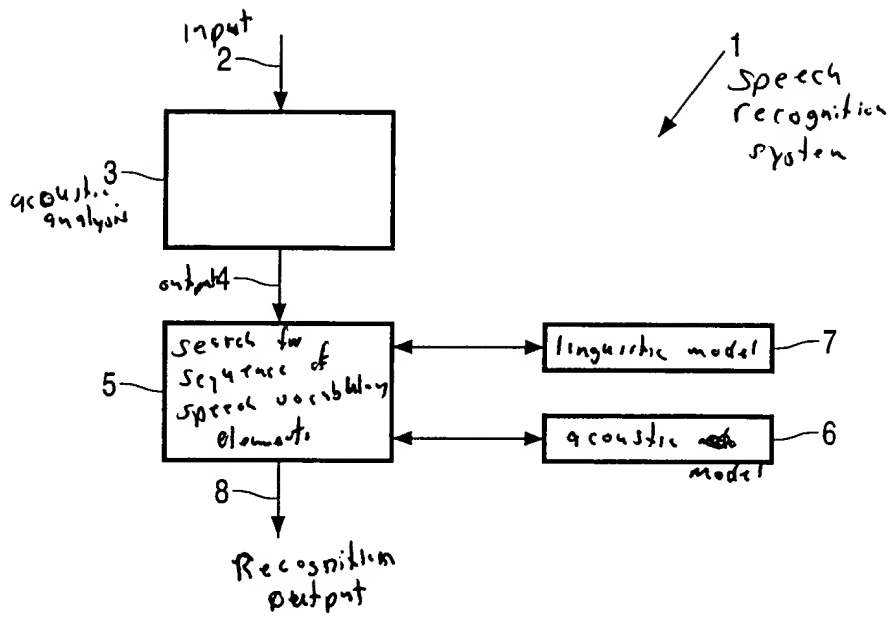 Input
2
1
speech
recognition
system
3
acoustic
analysis
output 4
search for
sequence of
speech vocabulary
elements
5
linguistic model
7
acoustic
model
6
8
Recognition
output